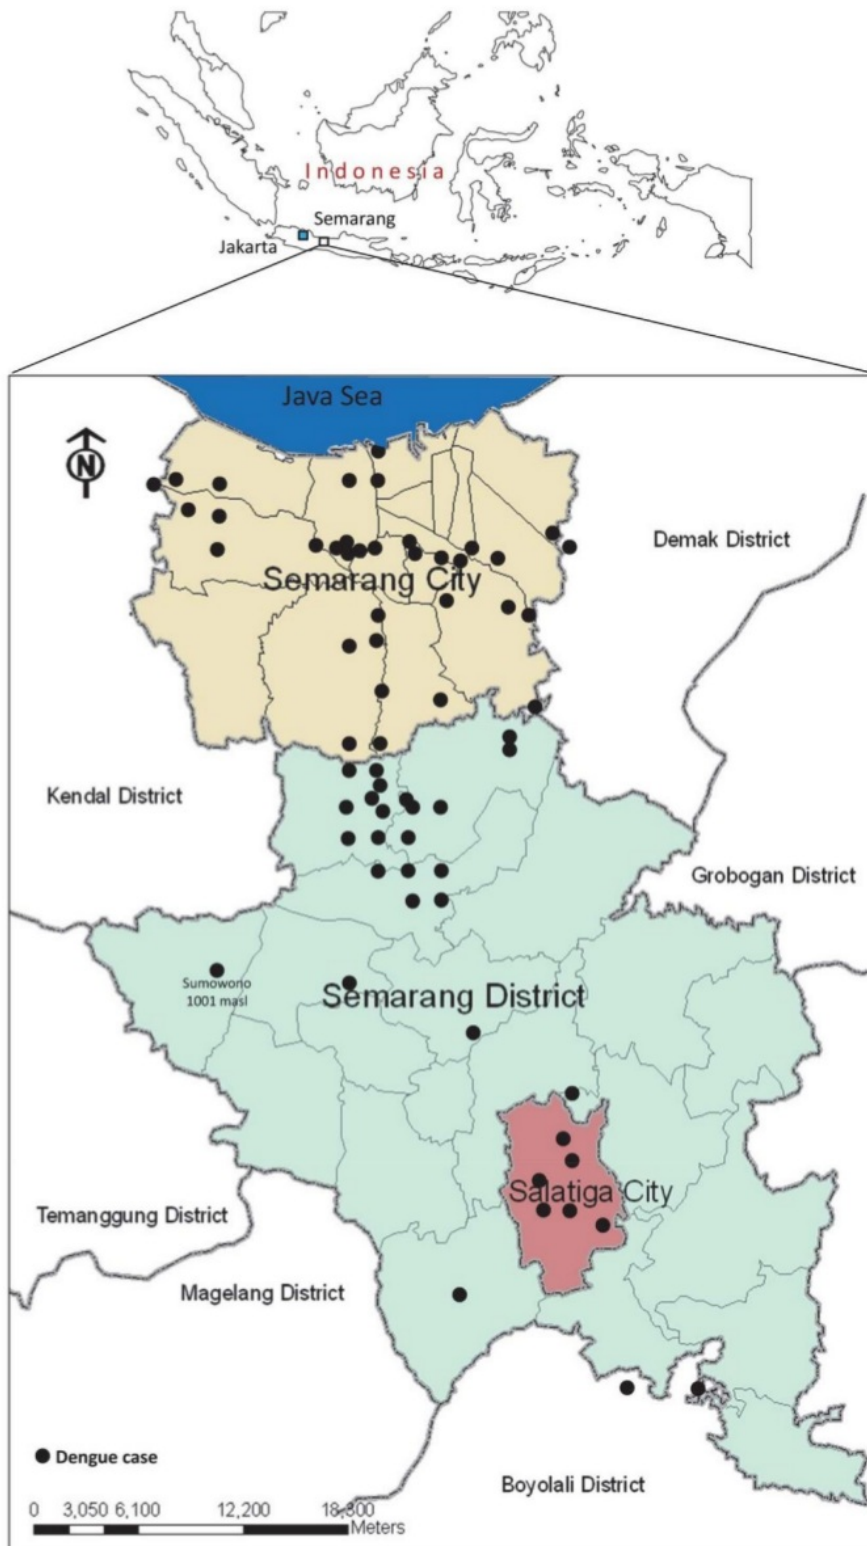 Indonesia
Semarang
Jakarta
Java Sea
N
Demak District
Semarang City
Kendal District
Grobogan District
Sumowono
1001 masl
Semarang District
Salatiga City
Temanggung District
Magelang District
Dengue case
Boyolali District
0 3,050 6,100 12,200 18,300
Meters